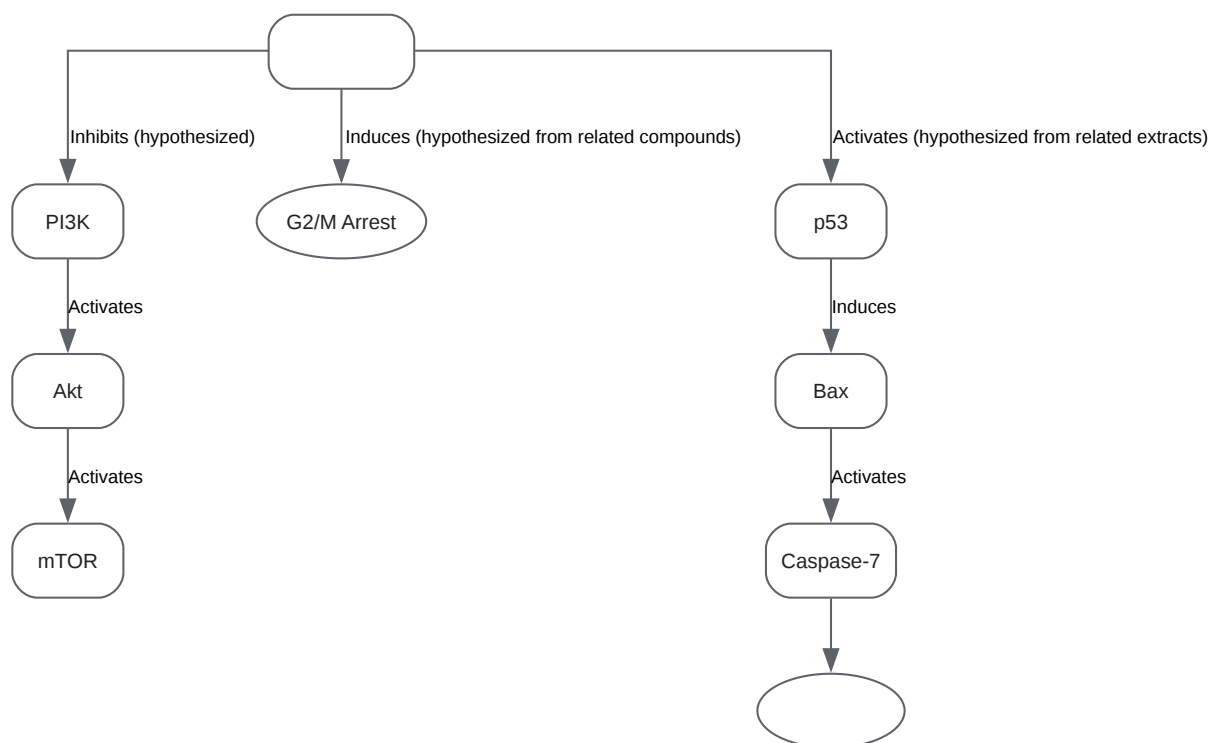 Inhibits (hypothesized)
Induces (hypothesized from related compounds)
Activates (hypothesized from related extracts)
PI3K
G2/M Arrest
p53
Activates
Induces
Akt
Bax
Activates
Activates
mTOR
Caspase-7